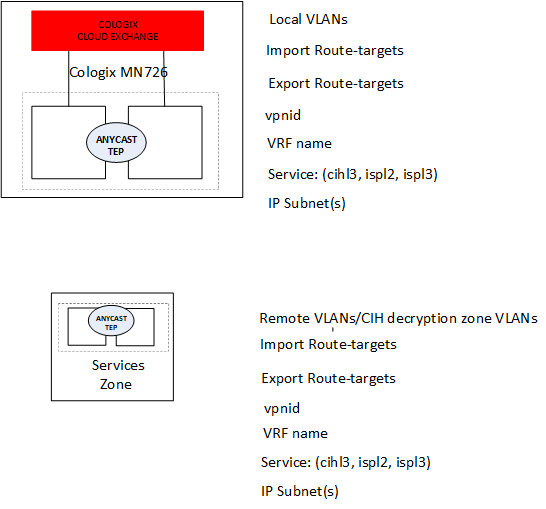 COLOGIX
CLOUD EXCHANGE
Cologix MN726
ANYCAST
TEP
Local VLANs
Import Route-targets
Export Route-targets
vpnid
VRF name
Service: (cihl3, ispl2, ispl3)
IP Subnet(s)
ANYCAST
TEP
Services
Zone
Remote VLANs/CIH decryption zone VLANs
Import Route-targets
Export Route-targets
vpnid
VRF name
Service: (cihl3, ispl2, ispl3)
IP Subnet(s)